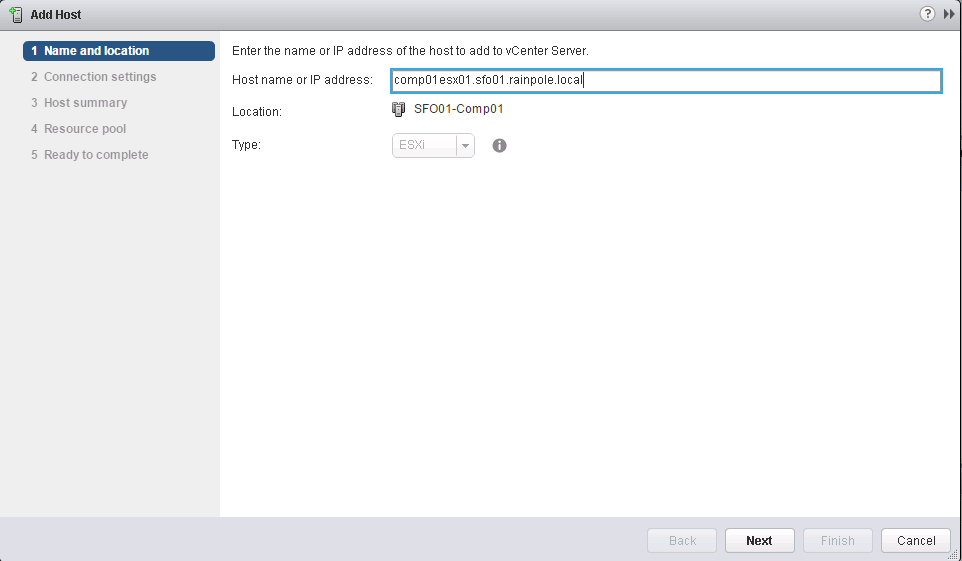 Add Host
1 Name and location
2 Connection settings
3 Host summary
4 Resource pool
5 Ready to complete
Enter the name or IP address of the host to add to vCenter Server.
Host name or IP address: comp01esx01.sfo01.rainpole.local
Location: SFO01-Comp01
Type: ESXi
Back Next Finish Cancel